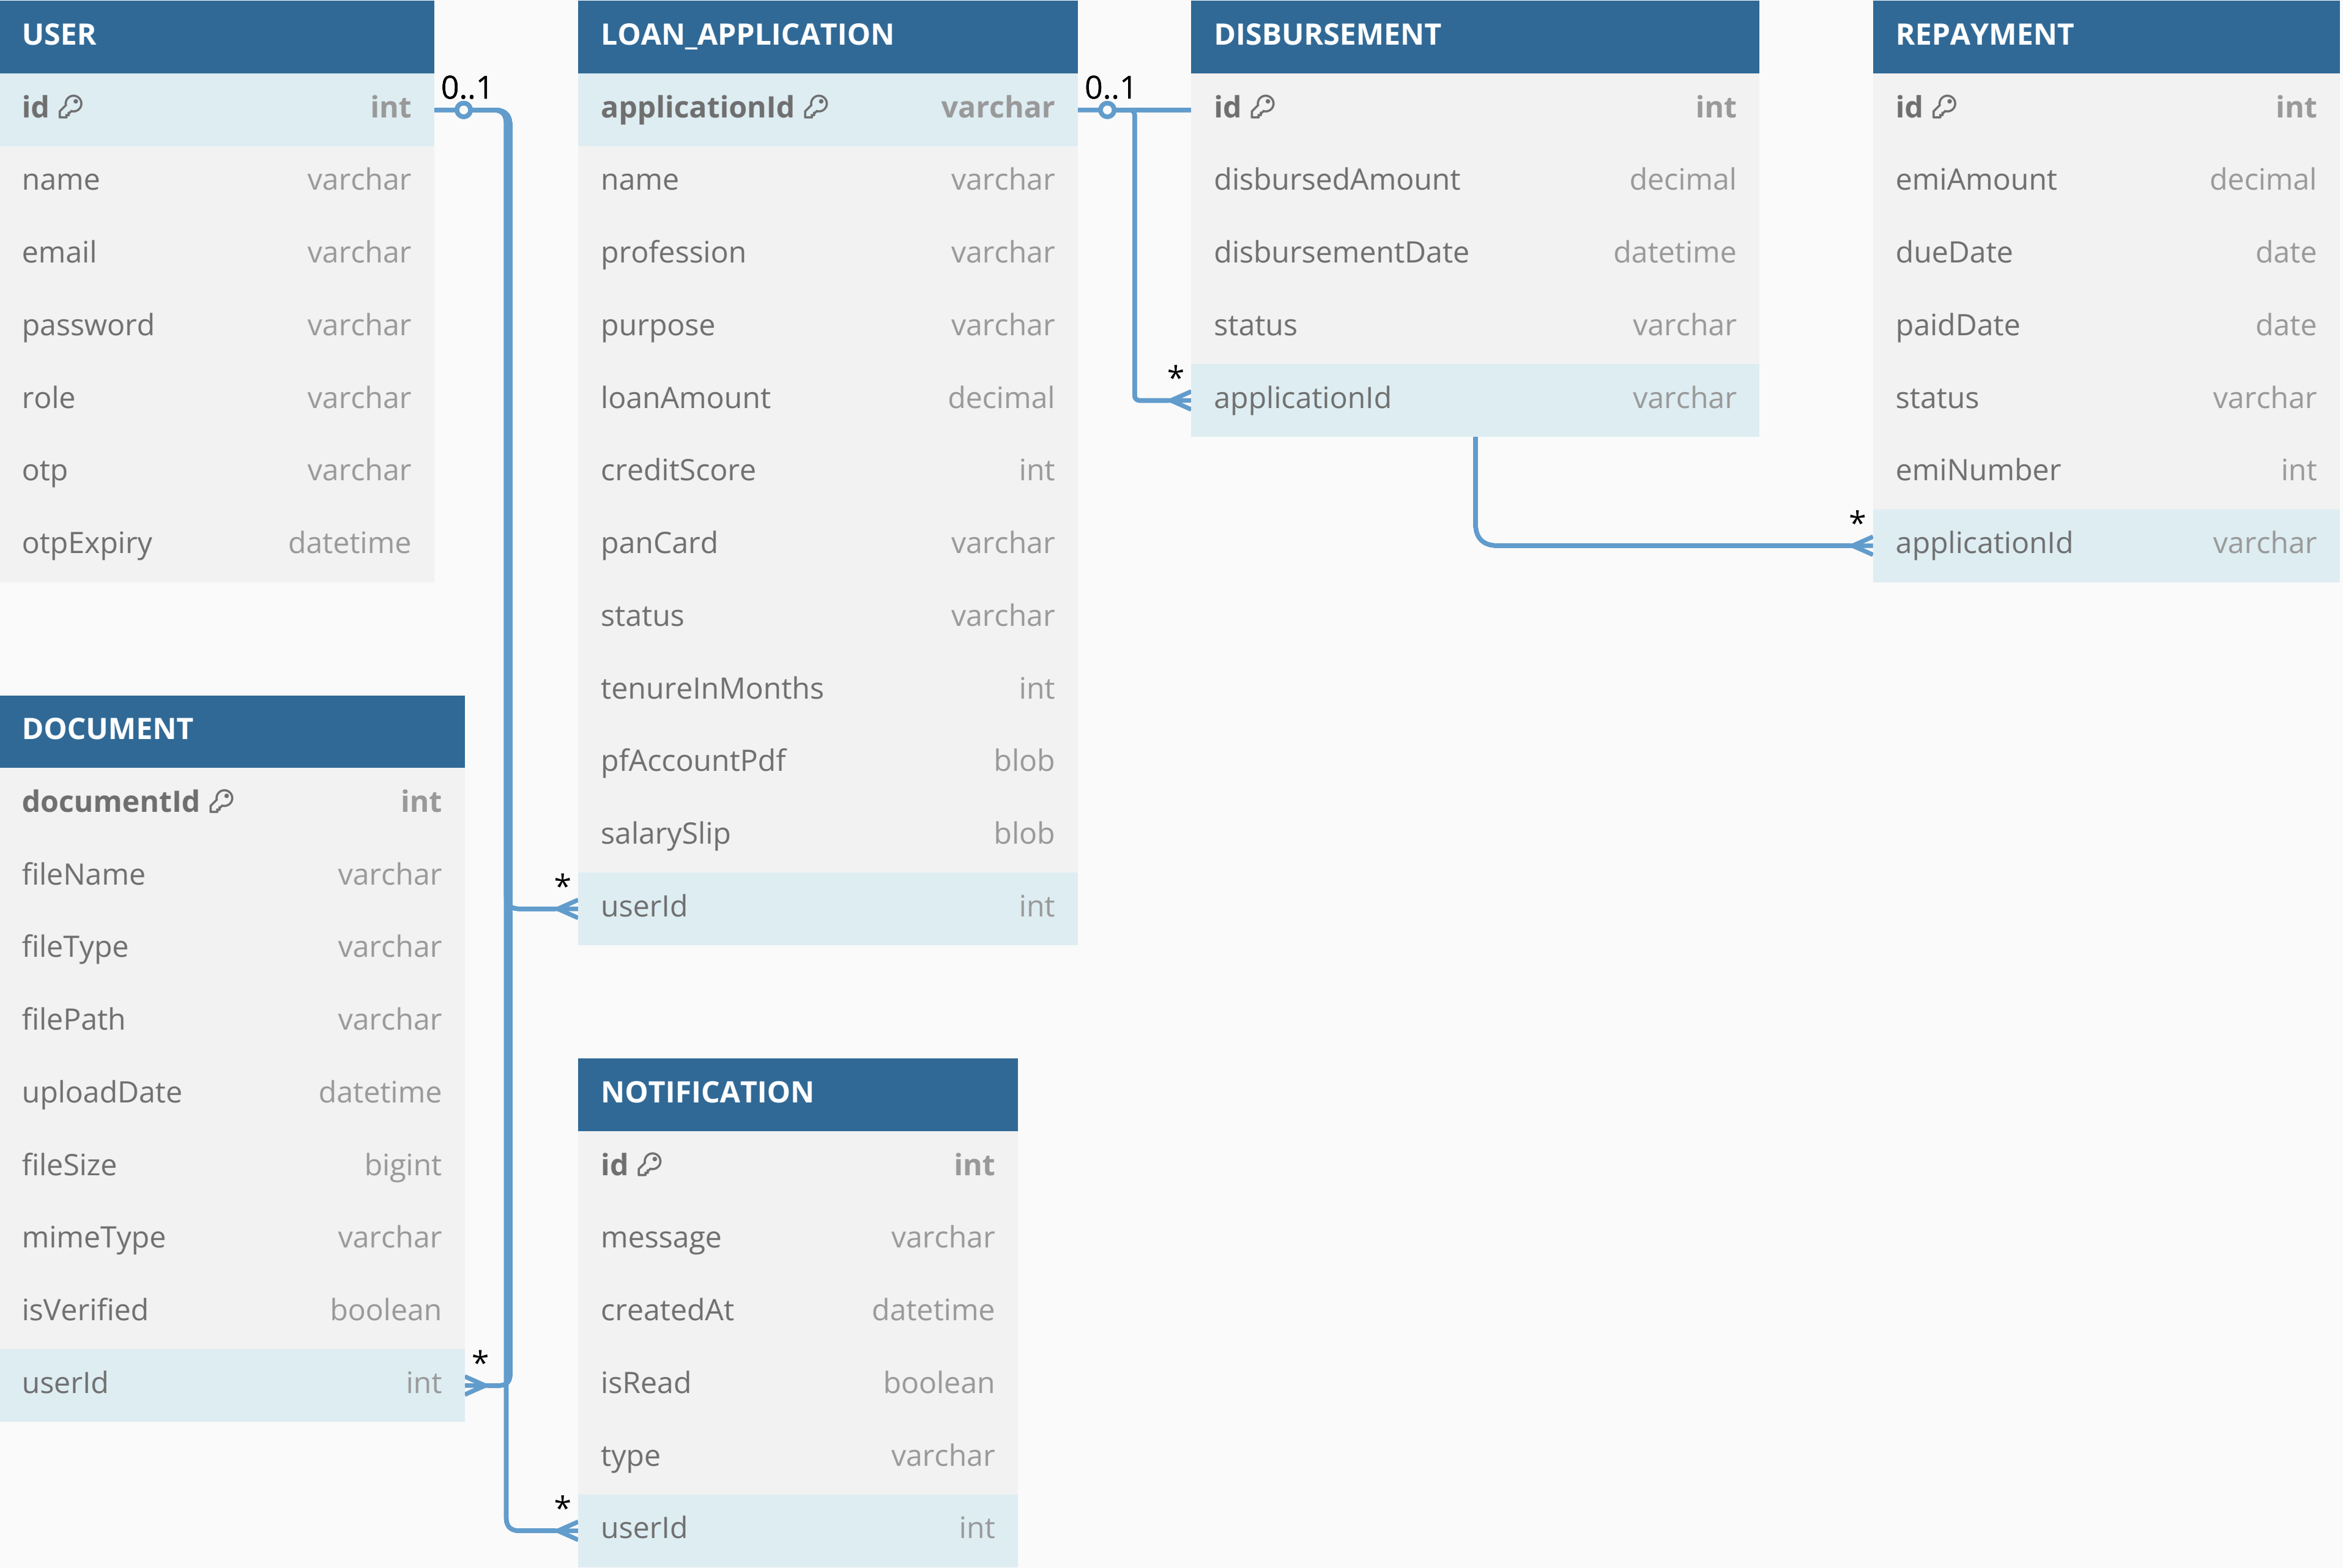 USER
id int
name varchar
email varchar
password varchar
role varchar
otp varchar
otpExpiry datetime
0..1
LOAN_APPLICATION
applicationId varchar
name varchar
profession varchar
purpose varchar
loanAmount decimal
creditScore int
panCard varchar
status varchar
tenureInMonths int
pfAccountPdf blob
salarySlip blob
* userId int
0..1
DISBURSEMENT
id int
disbursedAmount decimal
disbursementDate datetime
status varchar
* applicationId varchar
REPAYMENT
id int
emiAmount decimal
dueDate date
paidDate date
status varchar
emiNumber int
* applicationId varchar
DOCUMENT
documentId int
fileName varchar
fileType varchar
filePath varchar
uploadDate datetime
fileSize bigint
mimeType varchar
isVerified boolean
userId int *
NOTIFICATION
id int
message varchar
createdAt datetime
isRead boolean
type varchar
* userId int